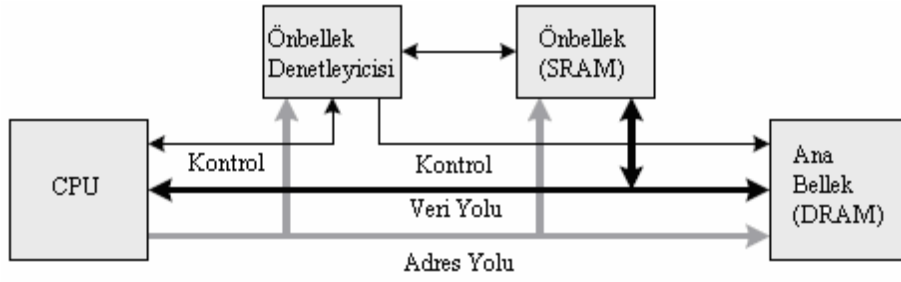 Önbellek
Denetleyicisi
Önbellek
(SRAM)
CPU
Kontrol
Kontrol
Veri Yolu
Adres Yolu
Ana
Bellek
(DRAM)